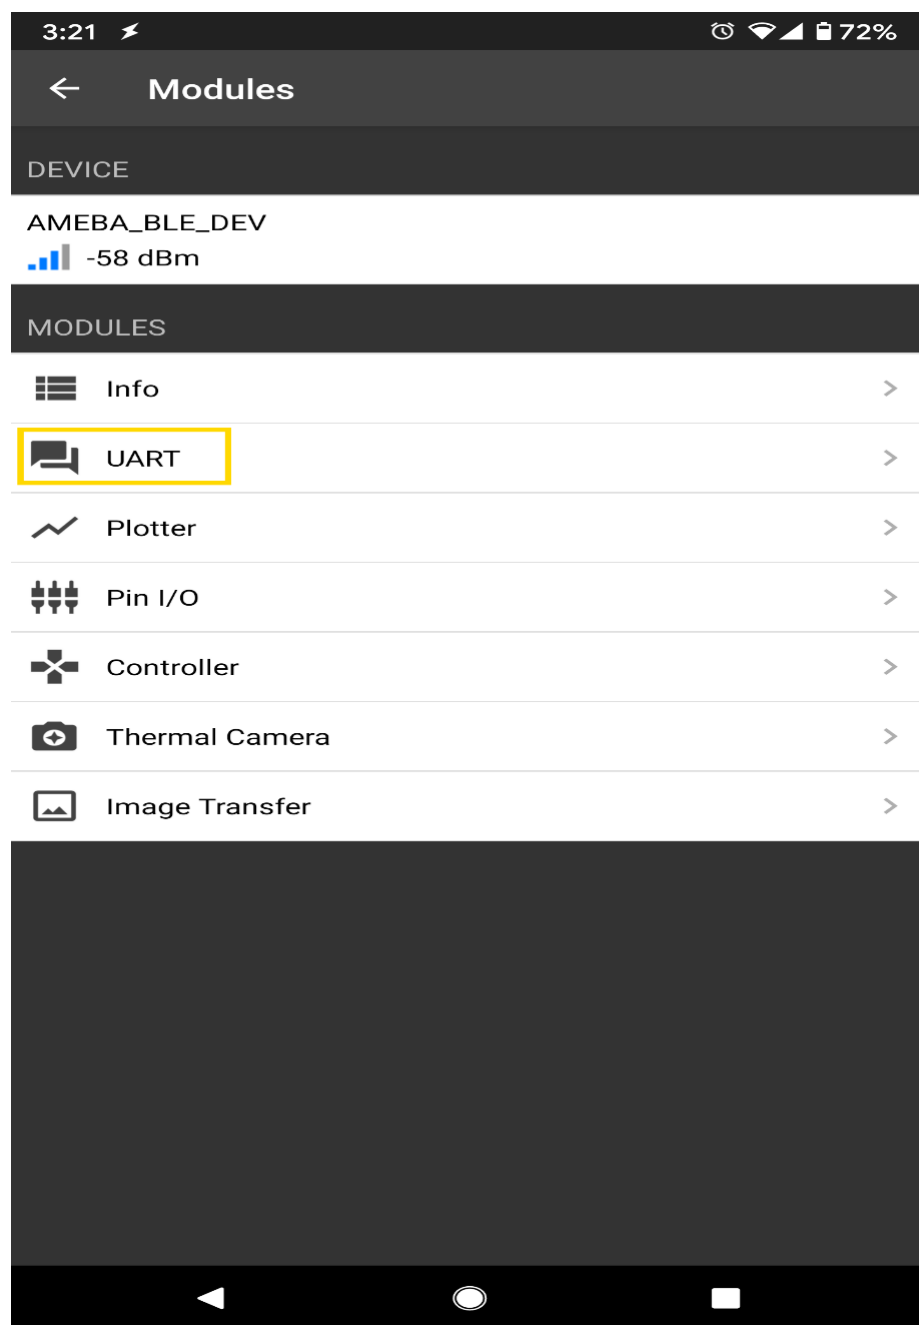 3:21 72%
Modules
DEVICE
AMEBA_BLE_DEV
-58 dBm
MODULES
Info
UART
Plotter
Pin I/O
Controller
Thermal Camera
Image Transfer